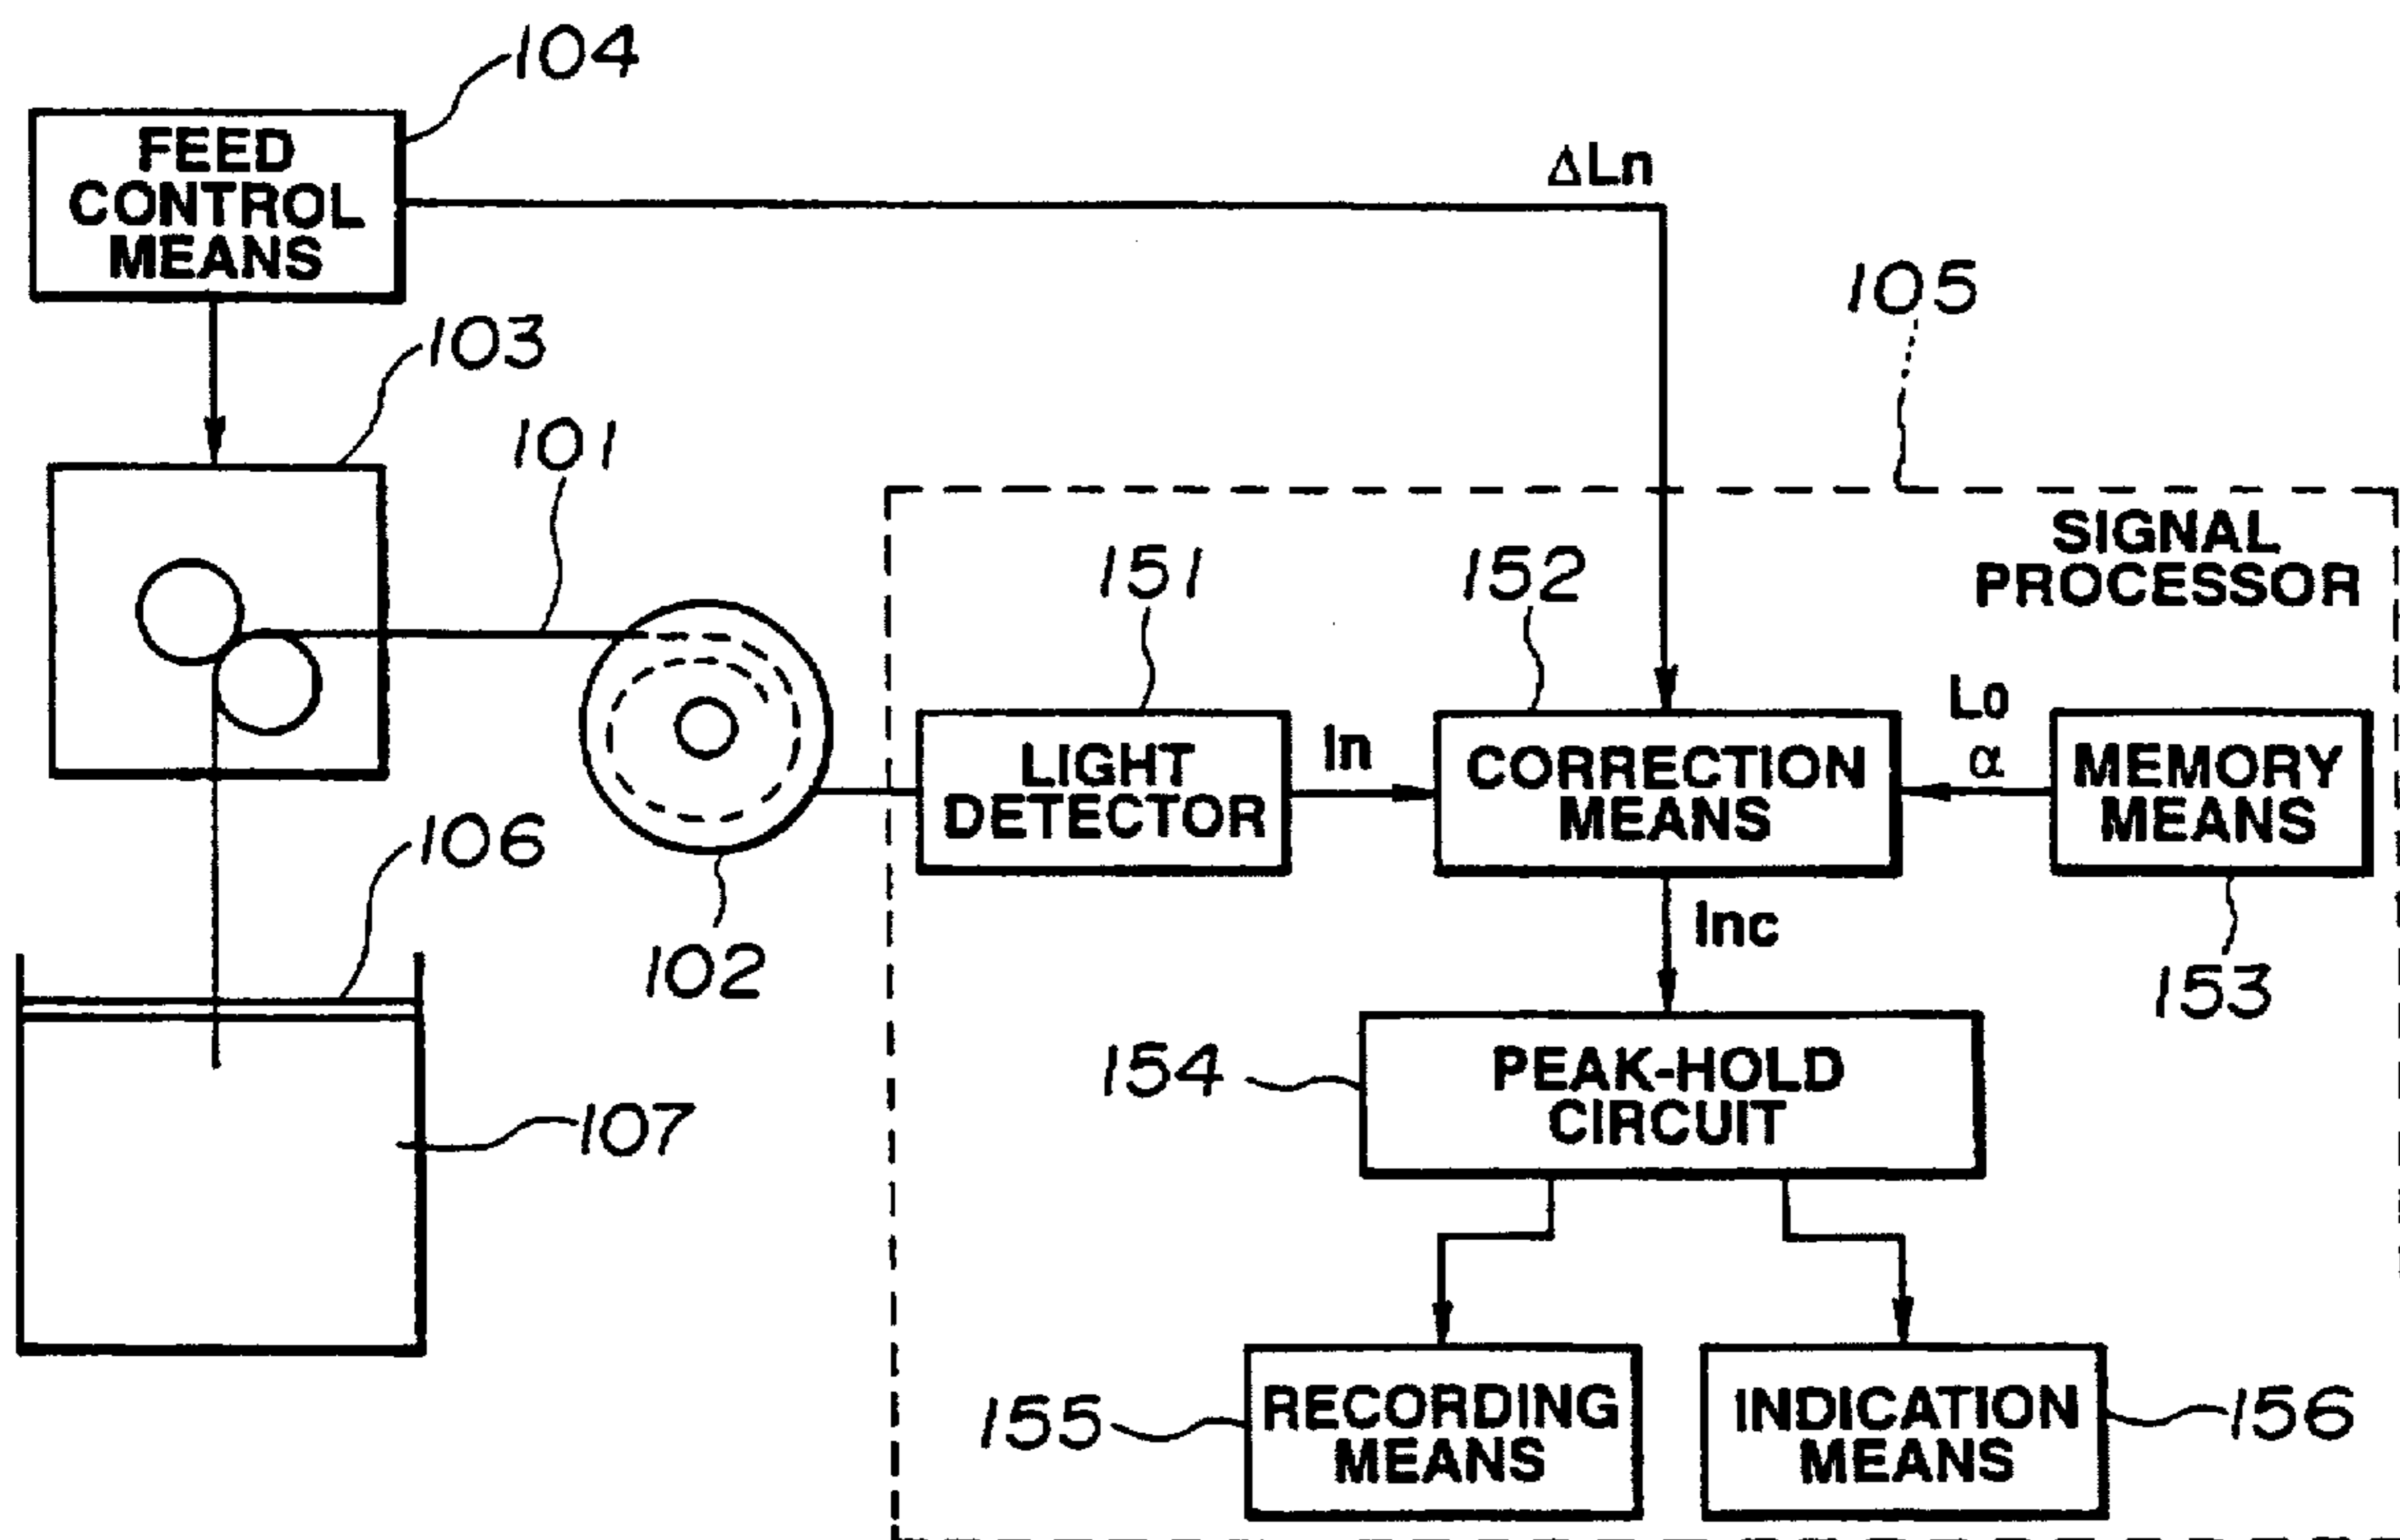 104
FEED
CONTROL
MEANS
ΔLn
105
103
101
SIGNAL
PROCESSOR
151
152
Lo
α
LIGHT
DETECTOR
In
CORRECTION
MEANS
MEMORY
MEANS
106
102
Inc
153
154
PEAK-HOLD
CIRCUIT
107
155
RECORDING
MEANS
INDICATION
MEANS
156